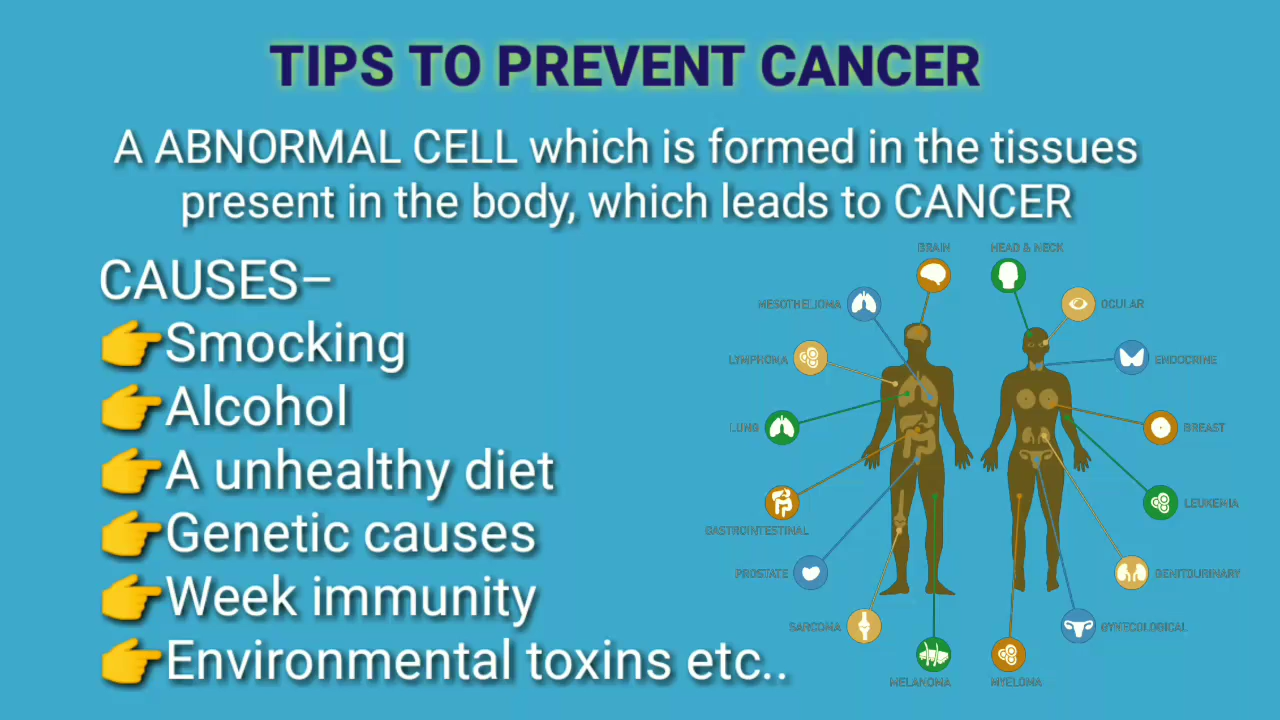 TIPS TO PREVENT CANCER
A ABNORMAL CELL which is formed in the tissues
present in the body, which leads to CANCER
CAUSES–
👉Smocking
👉Alcohol
👉A unhealthy diet
👉Genetic causes
👉Week immunity
👉Environmental toxins etc..
BRAIN
HEAD & NECK
MESOTHELIOMA
OCULAR
LYMPHOMA
ENDOCRINE
LUNG
BREAST
LEUKEMIA
GASTROINTESTINAL
PROSTATE
GENITOURINARY
SARCOMA
GYNECOLOGICAL
MELANOMA
MYELOMA